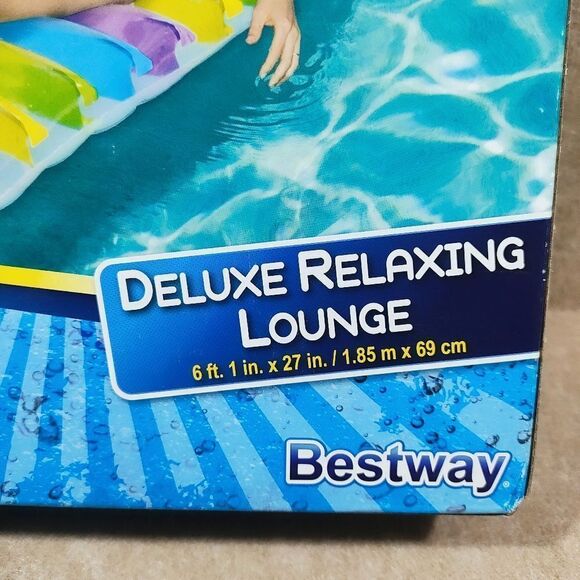 DELUXE RELAXING
LOUNGE
6 ft. 1 in. x 27 in. / 1.85 m x 69 cm
Bestway®